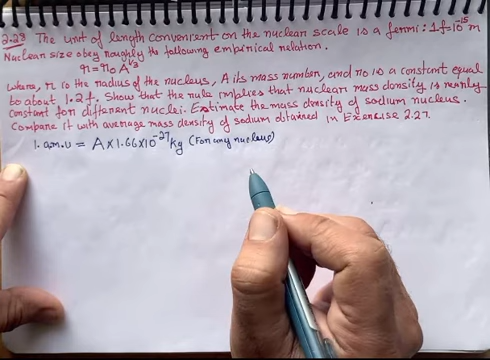 2.28 The unit of length convenient on the nuclear scale is a fermi : 1f=10^-15 m
Nuclear size obey roughly the following empirical relation.
r = r0 A^1/3
where, r is the radius of the nucleus, A its mass number, and r0 is a constant equal
to about 1.2f. Show that the rule implies that nuclear mass density is nearly
constant for different nuclei. Estimate the mass density of sodium nucleus.
Compare it with average mass density of sodium obtained in Exercise 2.27.
1. a.m.u = A×1.66×10^-27 kg (For any nucleus)